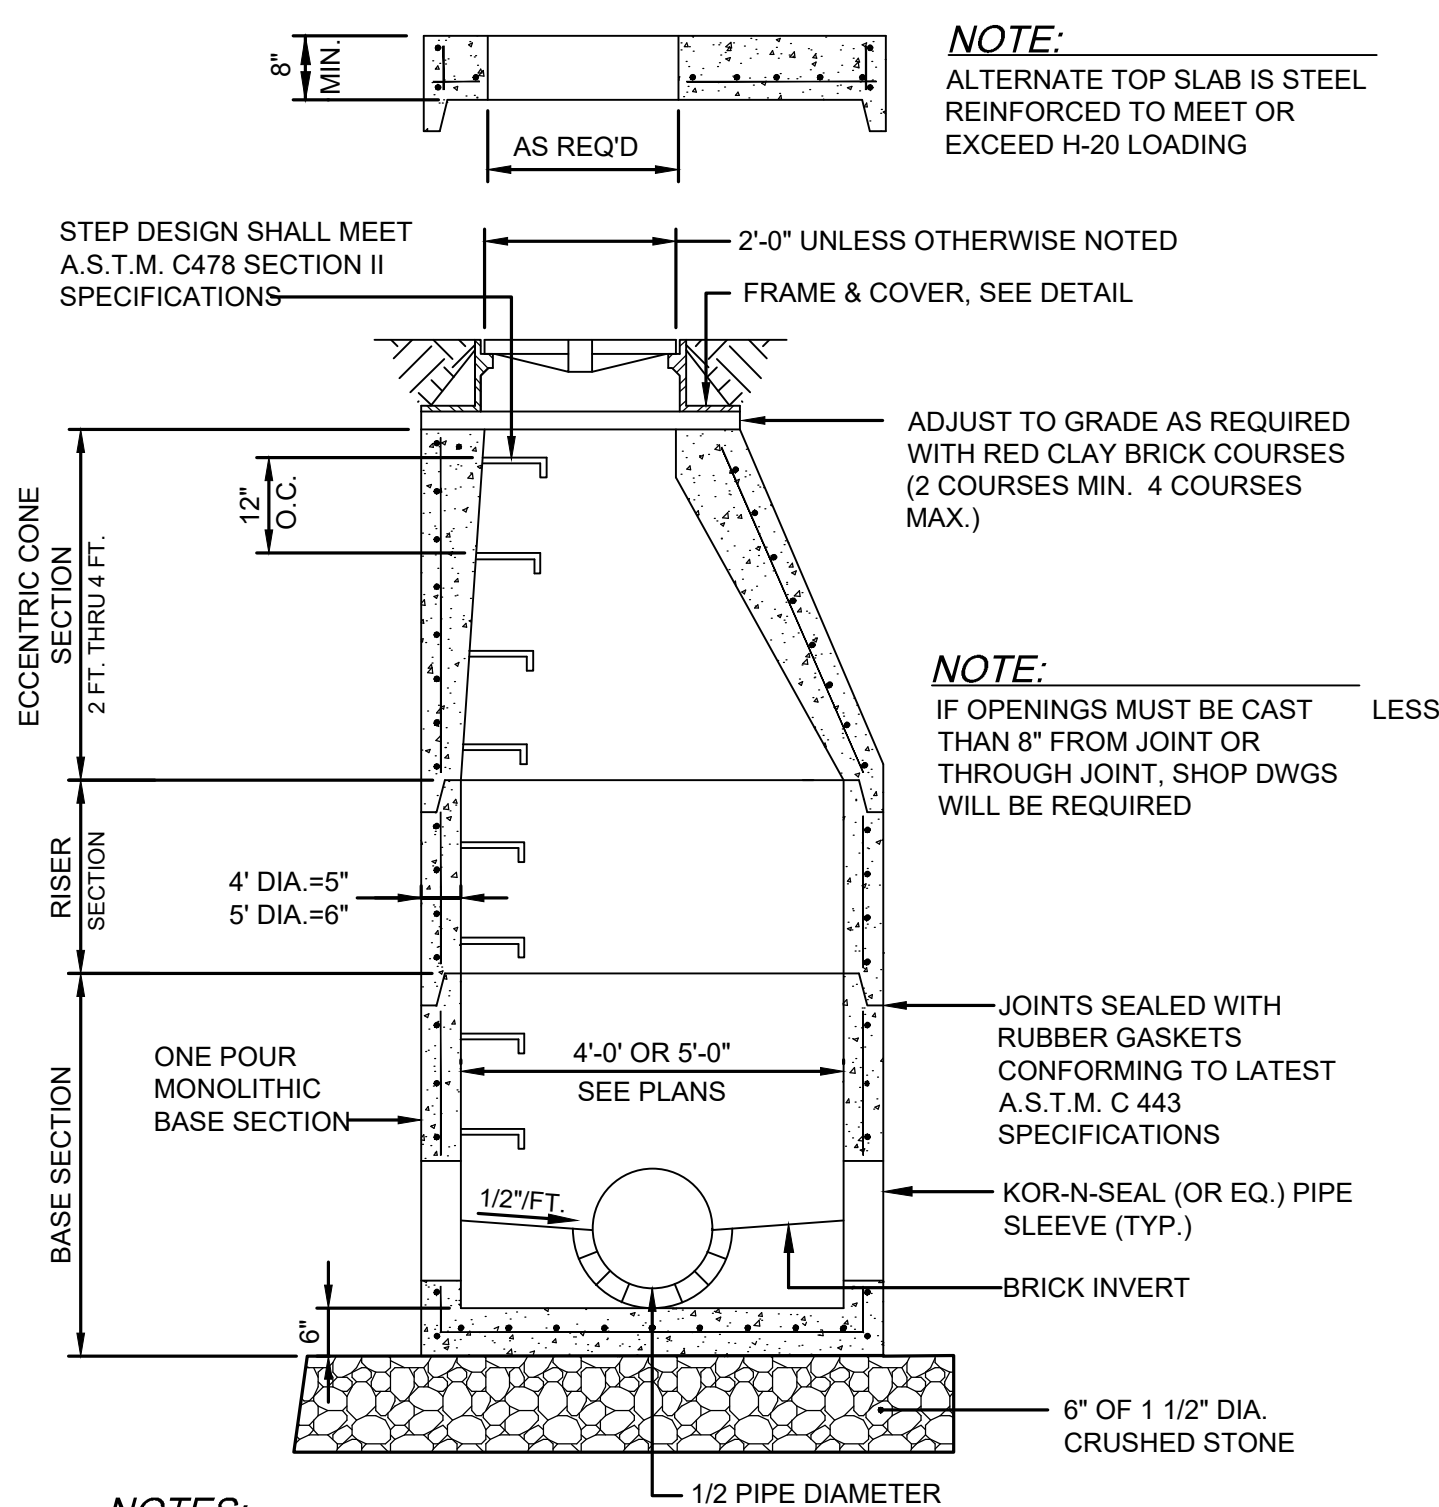 8"
MIN.
NOTE:
ALTERNATE TOP SLAB IS STEEL
REINFORCED TO MEET OR
EXCEED H-20 LOADING
AS REQ'D
STEP DESIGN SHALL MEET
A.S.T.M. C478 SECTION II
SPECIFICATIONS
2'-0" UNLESS OTHERWISE NOTED
FRAME & COVER, SEE DETAIL
ADJUST TO GRADE AS REQUIRED
WITH RED CLAY BRICK COURSES
(2 COURSES MIN.  4 COURSES
MAX.)
12"
O.C.
ECCENTRIC CONE
SECTION
2 FT. THRU 4 FT.
NOTE:
IF OPENINGS MUST BE CAST LESS
THAN 8" FROM JOINT OR
THROUGH JOINT, SHOP DWGS
WILL BE REQUIRED
RISER
SECTION
4' DIA.=5"
5' DIA.=6"
JOINTS SEALED WITH
RUBBER GASKETS
CONFORMING TO LATEST
A.S.T.M. C 443
SPECIFICATIONS
ONE POUR
MONOLITHIC
BASE SECTION
4'-0' OR 5'-0"
SEE PLANS
BASE SECTION
1/2"/FT.
KOR-N-SEAL (OR EQ.) PIPE
SLEEVE (TYP.)
BRICK INVERT
6"
6" OF 1 1/2" DIA.
CRUSHED STONE
1/2 PIPE DIAMETER
NOTES: